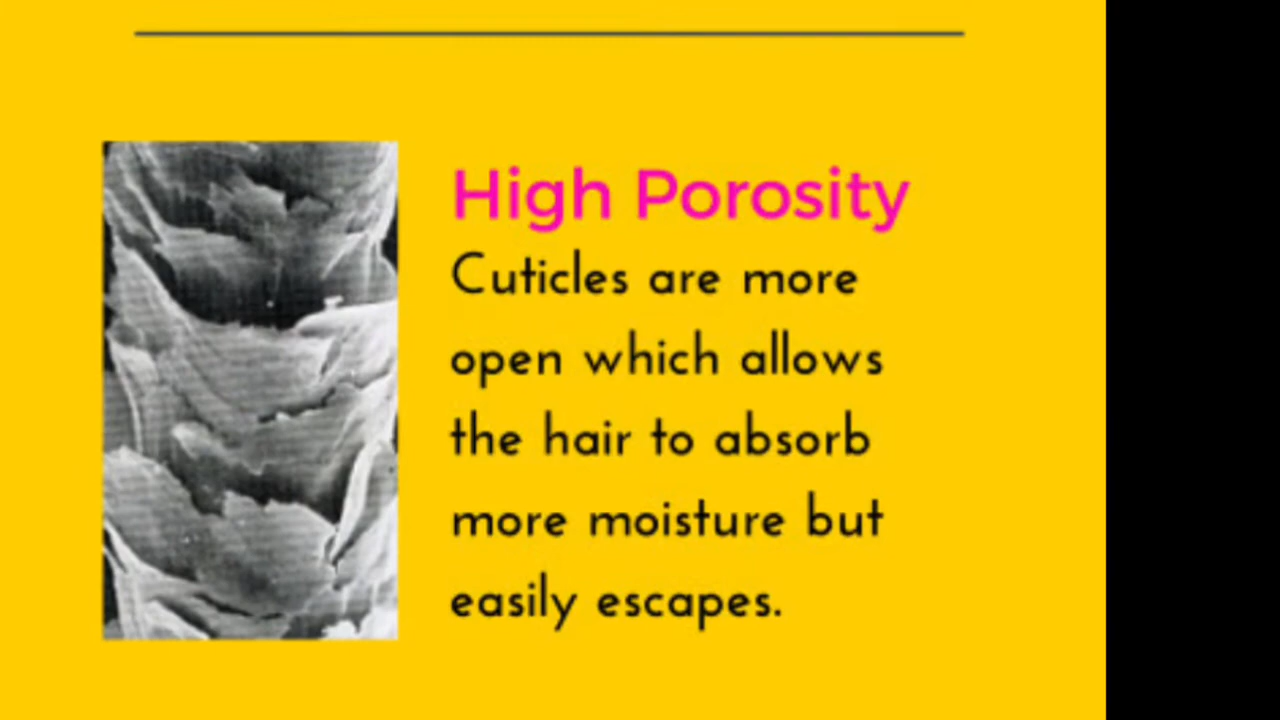 High Porosity
Cuticles are more
open which allows
the hair to absorb
more moisture but
easily escapes.